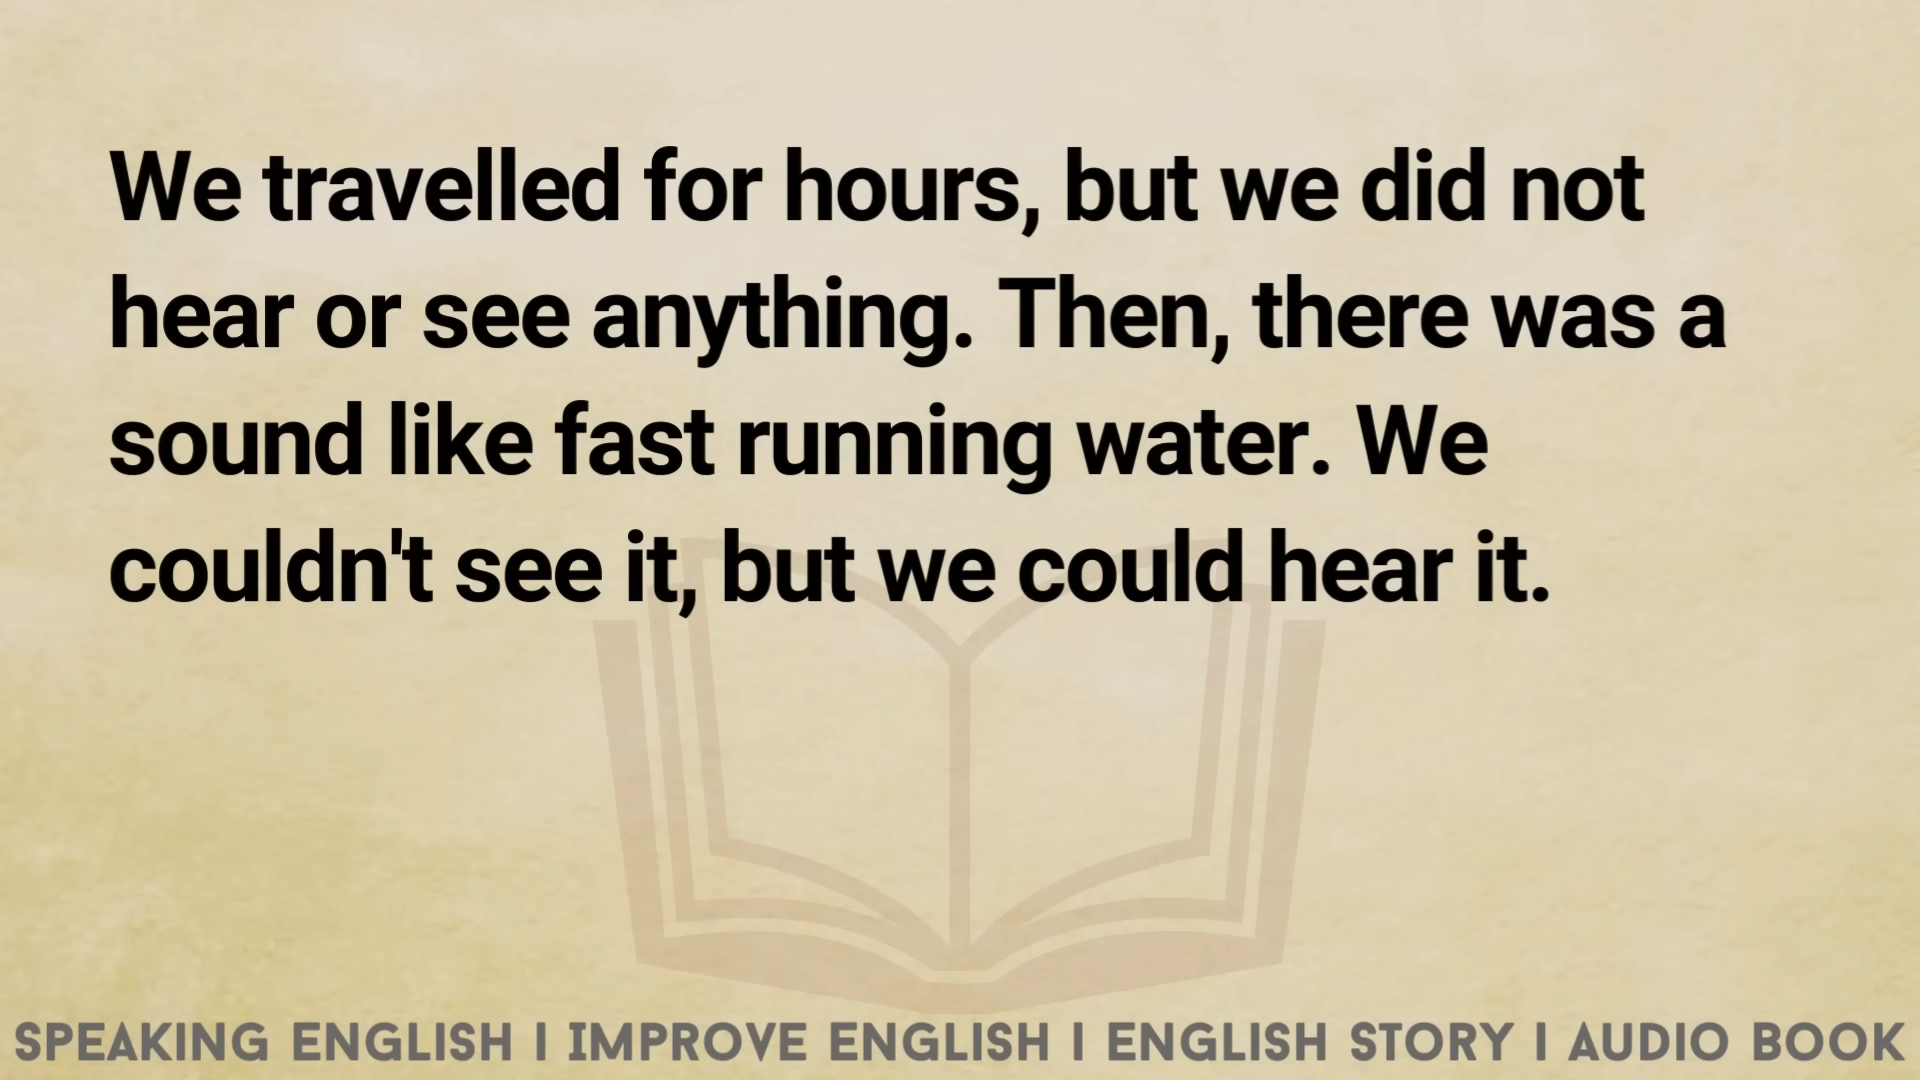 We travelled for hours, but we did not
hear or see anything. Then, there was a
sound like fast running water. We
couldn't see it, but we could hear it.
SPEAKING ENGLISH I IMPROVE ENGLISH I ENGLISH STORY I AUDIO BOOK